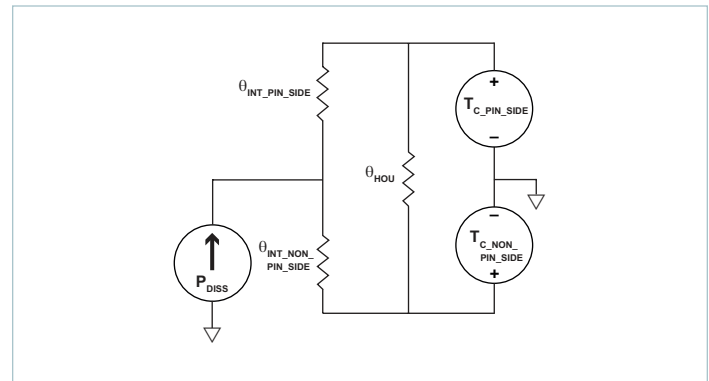 θINT_PIN_SIDE
+
TC_PIN_SIDE
–
θHOU
–
θINT_NON_
PIN_SIDE
TC_NON_
PIN_SIDE
+
PDISS